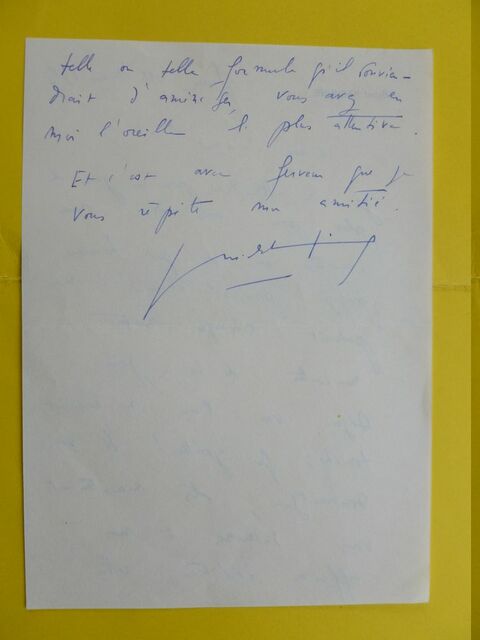 telle ou telle formule qu'il convien-
drait d'aménager, vous avez en
moi l'oreille la plus attentive.
Et c'est avec ferveur que je
vous répète mon amitié.